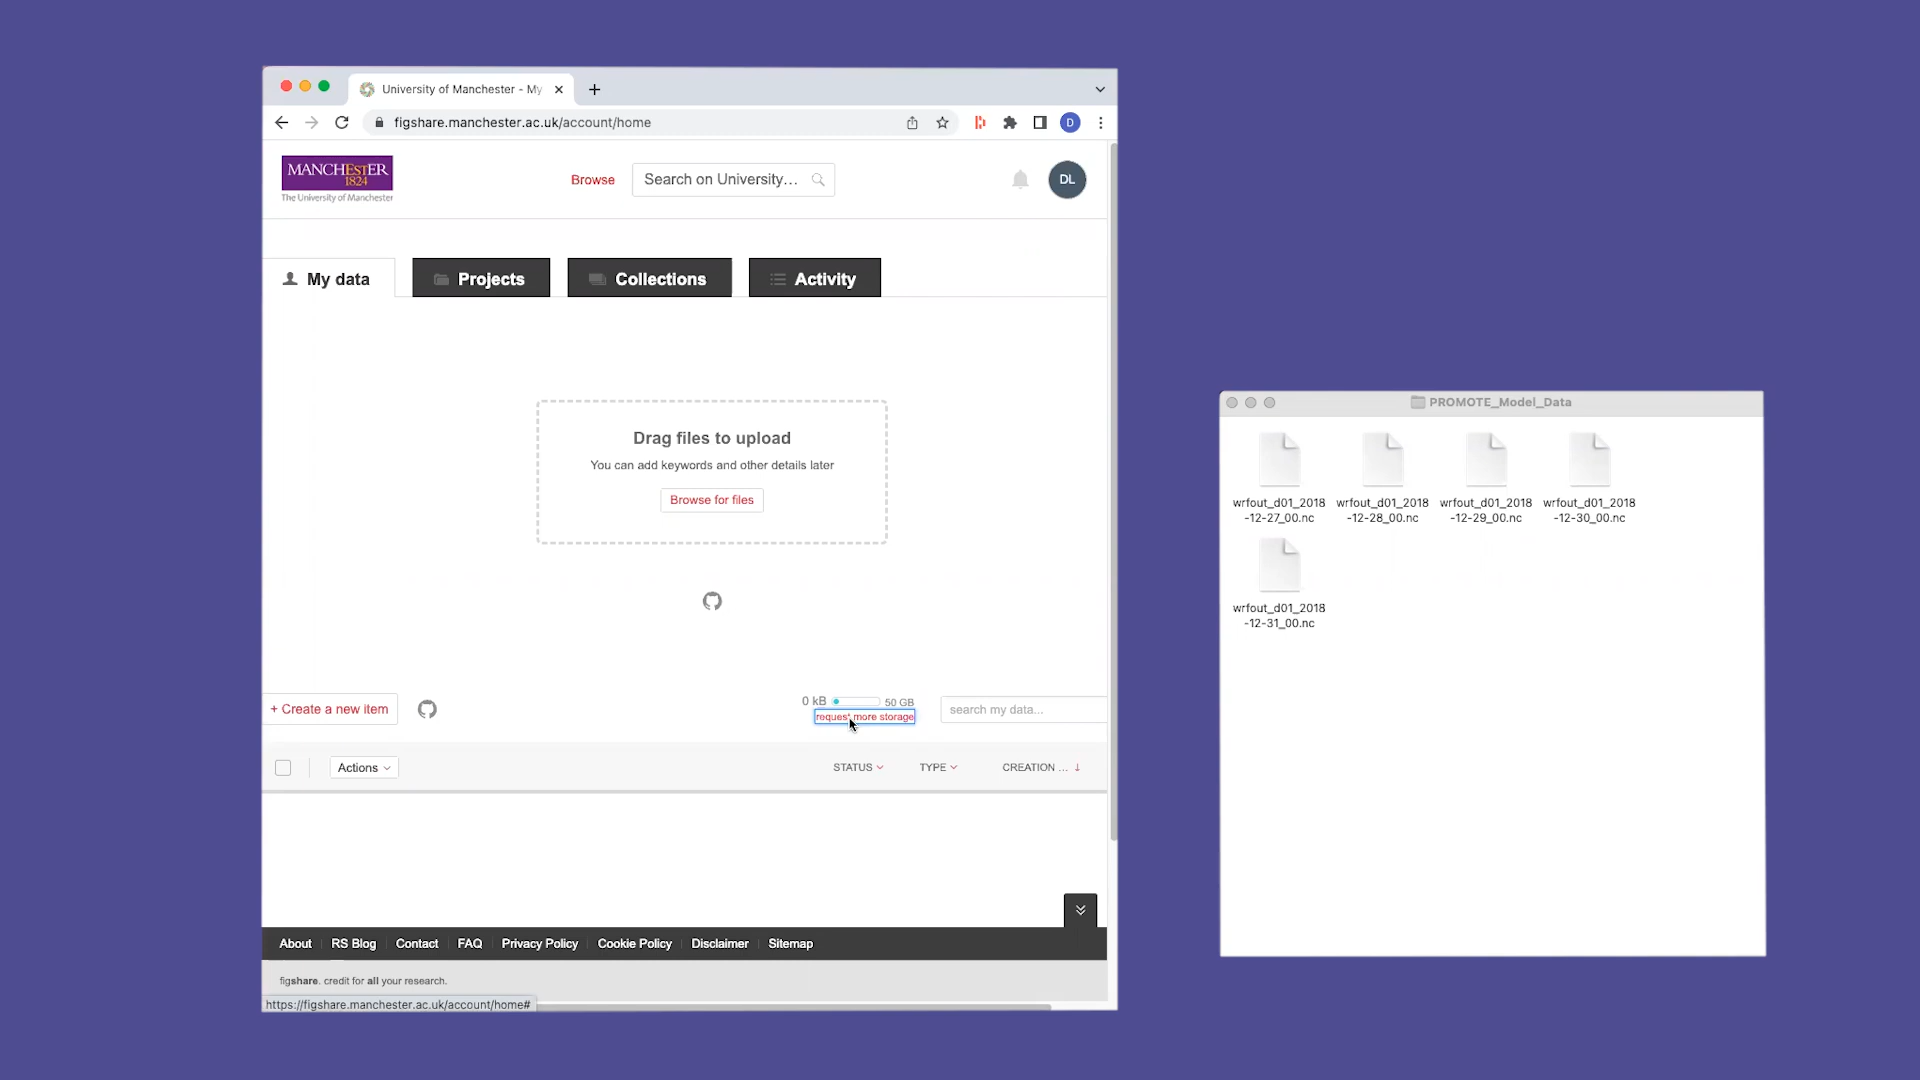 University of Manchester - My
figshare.manchester.ac.uk/account/home
D
MANCHESTER
1824
The University of Manchester
Browse
Search on University...
DL
My data
Projects
Collections
Activity
Drag files to upload
You can add keywords and other details later
Browse for files
+ Create a new item
0 kB
50 GB
request more storage
search my data...
Actions
STATUS
TYPE
CREATION ...
About
RS Blog
Contact
FAQ
Privacy Policy
Cookie Policy
Disclaimer
Sitemap
figshare. credit for all your research.
https://figshare.manchester.ac.uk/account/home#
PROMOTE_Model_Data
wrfout_d01_2018
-12-27_00.nc
wrfout_d01_2018
-12-28_00.nc
wrfout_d01_2018
-12-29_00.nc
wrfout_d01_2018
-12-30_00.nc
wrfout_d01_2018
-12-31_00.nc